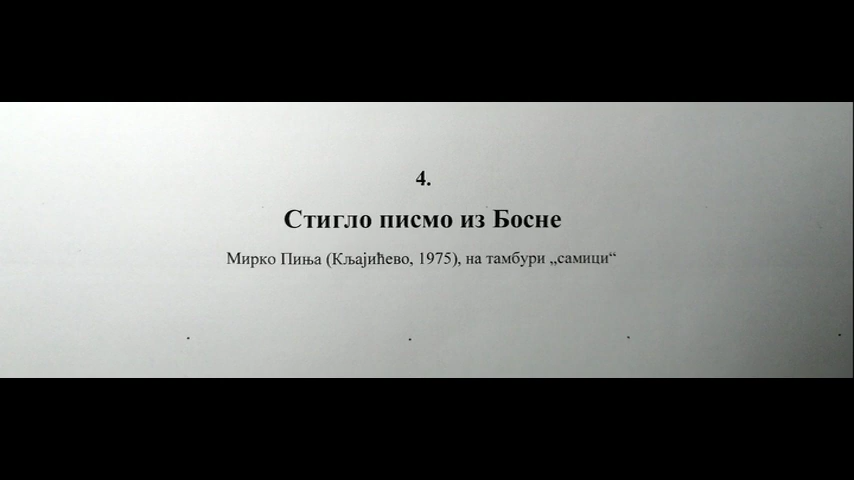 4.
Стигло писмо из Босне
Мирко Пиња (Кљајићево, 1975), на тамбури „самици“